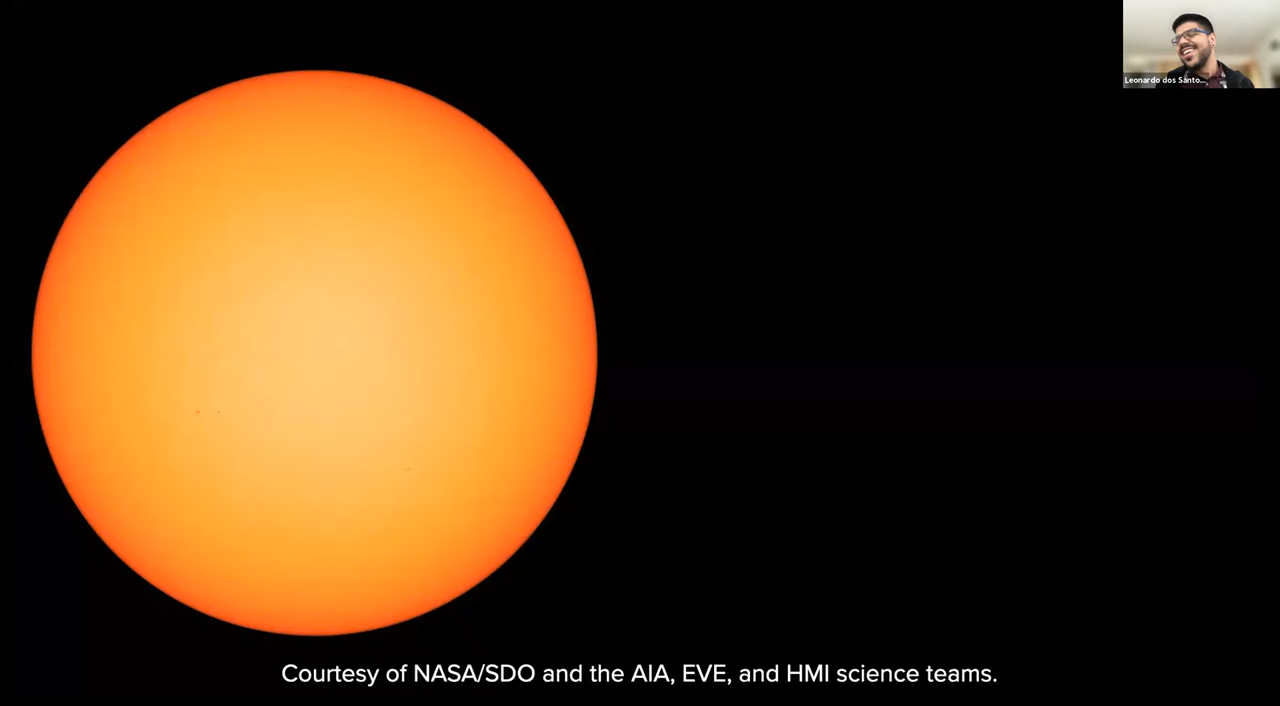 Leonardo dos Santo...
Courtesy of NASA/SDO and the AIA, EVE, and HMI science teams.